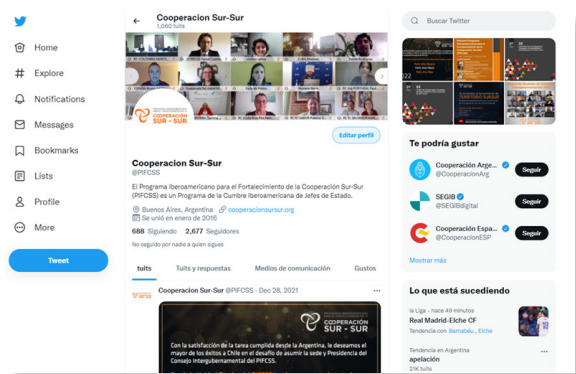 Home
Explore
Notifications
Messages
Bookmarks
Lists
Profile
More
Tweet
Cooperacion Sur-Sur
1,060 tuits
COOPERACIÓN
SUR - SUR
Editar perfil
Cooperacion Sur-Sur
@PIFCSS
El Programa Iberoamericano para el Fortalecimiento de la Cooperación Sur-Sur
(PIFCSS) es un Programa de la Cumbre Iberoamericana de Jefes de Estado.
Buenos Aires, Argentina cooperacionsursur.org
Se unió en enero de 2016
688 Siguiendo 2,677 Seguidores
No seguido por nadie a quien sigues
tuits Tuits y respuestas Medios de comunicación Gustos
Cooperacion Sur-Sur @PIFCSS - Dec 28, 2021
COOPERACIÓN
SUR - SUR
Con la satisfacción de la tarea cumplida desde la Argentina, le deseamos el
mayor de los éxitos a Chile en el desafío de asumir la sede y Presidencia del
Consejo Intergubernamental del PIFCSS.
Buscar Twitter
Te podría gustar
Cooperación Arge...
@CooperacionArg
Seguir
SEGIB
@SEGIBdigital
Seguir
Cooperación Espa...
@CooperacionESP
Seguir
Mostrar más
Lo que está sucediendo
la Liga - hace 49 minutos
Real Madrid-Elche CF
Tendencia con Bernabéu, Elche
Tendencia en Argentina
apelación
21K tuits